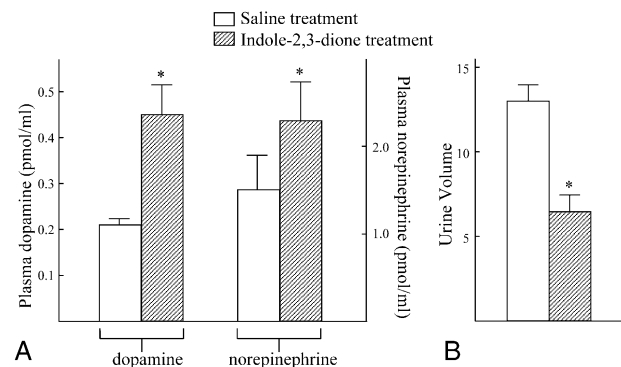 Saline treatment
Indole-2,3-dione treatment
Plasma dopamine (pmol/ml)
0.5
0.4
0.3
0.2
0.1
*
*
Plasma norepinephrine (pmol/ml)
2.0
1.0
A
dopamine
norepinephrine
Urine Volume
15
13
5
*
B